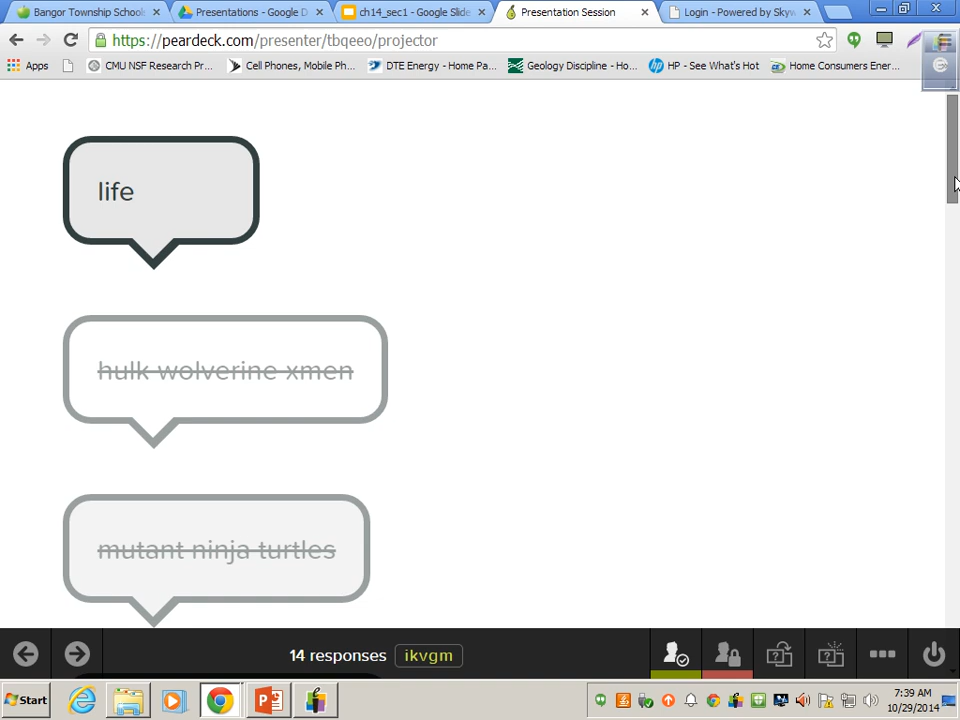 Bangor Township Schools
Presentations - Google D
ch14_sec1 - Google Slide
Presentation Session
Login - Powered by Skyw
https://peardeck.com/presenter/tbqeeo/projector
Apps
CMU NSF Research Pr...
Cell Phones, Mobile Ph...
DTE Energy - Home Pa...
Geology Discipline - Ho...
HP - See What's Hot
Home Consumers Ener...
life
hulk wolverine xmen
mutant ninja turtles
14 responses ikvgm
Start
7:39 AM
10/29/2014